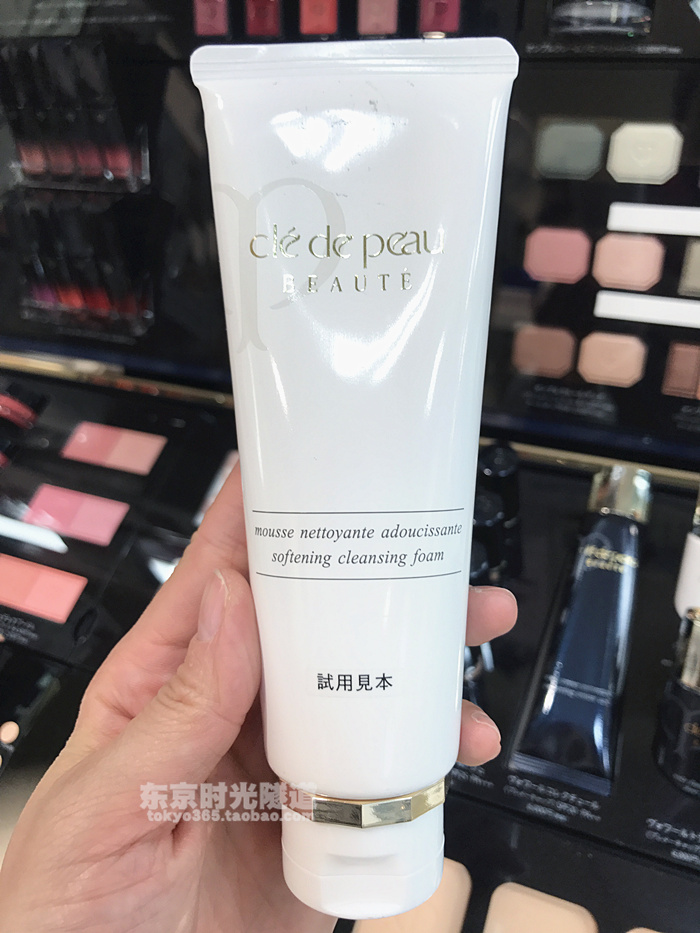 clé de peau
BEAUTÉ
mousse nettoyante adoucissante
softening cleansing foam
試用見本
东京时光隧道
tokyo365.taobao.com